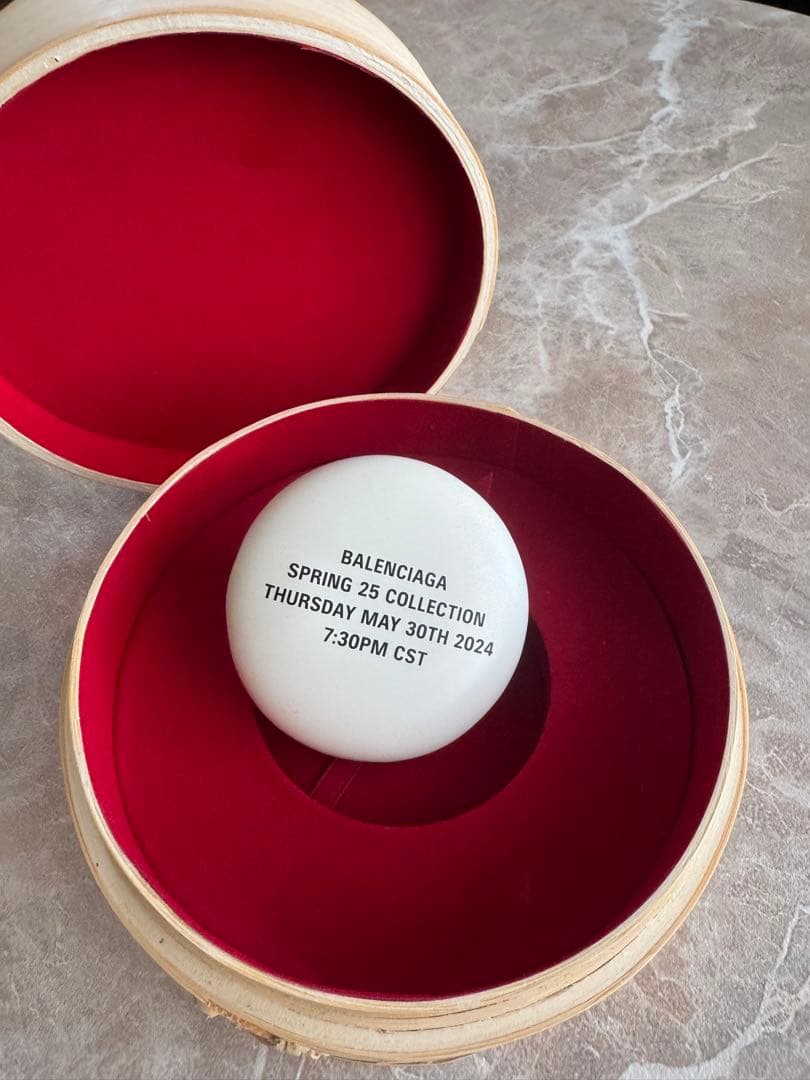 BALENCIAGA
SPRING 25 COLLECTION
THURSDAY MAY 30TH 2024
7:30PM CST